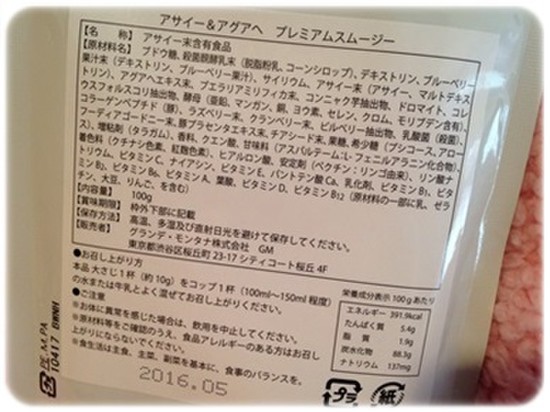 アサイー＆アグアヘ プレミアムスムージー
【名　　称】 アサイー末含有食品
【原材料名】 ブドウ糖、殺菌醗酵乳末（脱脂粉乳、コーンシロップ）、デキストリン、ブルーベリー
果汁末（デキストリン、ブルーベリー果汁）、サイリウム、アサイー末（アサイー、マルトデキス
トリン）、アグアヘエキス末、プエラリアミリフィカ末、コンニャク芋抽出物、ドロマイト、コレ
ウスフォルスコリ抽出物、酵母（亜鉛、マンガン、銅、ヨウ素、セレン、クロム、モリブデン含有）、
コラーゲンペプチド（豚）、ラズベリー末、クランベリー末、ビルベリー抽出物、乳酸菌（殺菌）、
フーディアゴードニー末、豚プラセンタエキス末、チアシード末、果糖、希少糖（プシコース、アロー
ス）、増粘剤（タラガム）、香料、クエン酸、甘味料（アスパルテーム・L-フェニルアラニン化合物）、
着色料（クチナシ色素、紅麹色素）、ヒアルロン酸、安定剤（ペクチン：リンゴ由来）、リン酸ナ
トリウム、ビタミンC、ナイアシン、ビタミンE、パントテン酸Ca、乳化剤、ビタミンB₁、ビタ
ミンB₂、ビタミンB₆、ビタミンA、葉酸、ビタミンD、ビタミンB₁₂（原材料の一部に乳、ゼラ
チン、大豆、りんご、を含む）
【内容量】 100g
【賞味期限】 枠外下部に記載
【保存方法】 高温、多湿及び直射日光を避けて保存してください。
【販売者】 グランデ・モンタナ株式会社　GM
東京都渋谷区桜丘町 23-17 シティコート桜丘 4F
●お召し上がり方
本品 大さじ1杯（約10g）をコップ1杯（100ml～150ml 程度）
の水または牛乳とよく混ぜてお召し上がりください。
●ご注意
※お体に異常を感じた場合は、飲用を中止してください。
※原材料等をご確認のうえ、食品アレルギーのある方はお召し
上がりにならないでください。
※食生活は主食、主菜、副菜を基本に、食事のバランスを。
栄養成分表示 100g あたり
エネルギー 391.9kcal
たんぱく質 5.4g
脂　質 1.9g
炭水化物 88.3g
ナトリウム 137mg
2016.05
PE, M, PA
10417
プラ
紙